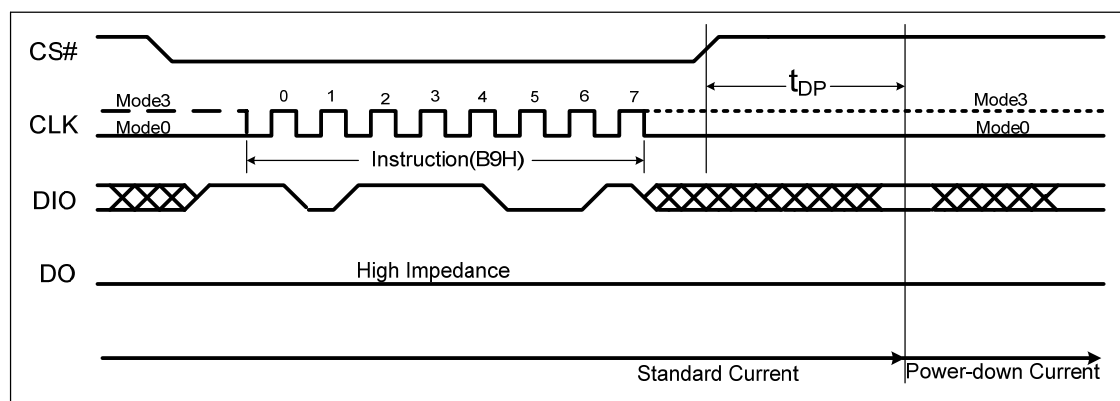 CS#
tDP
Mode3
0 1 2 3 4 5 6 7
Mode3
CLK
Mode0
Mode0
Instruction(B9H)
DIO
High Impedance
DO
Standard Current
Power-down Current